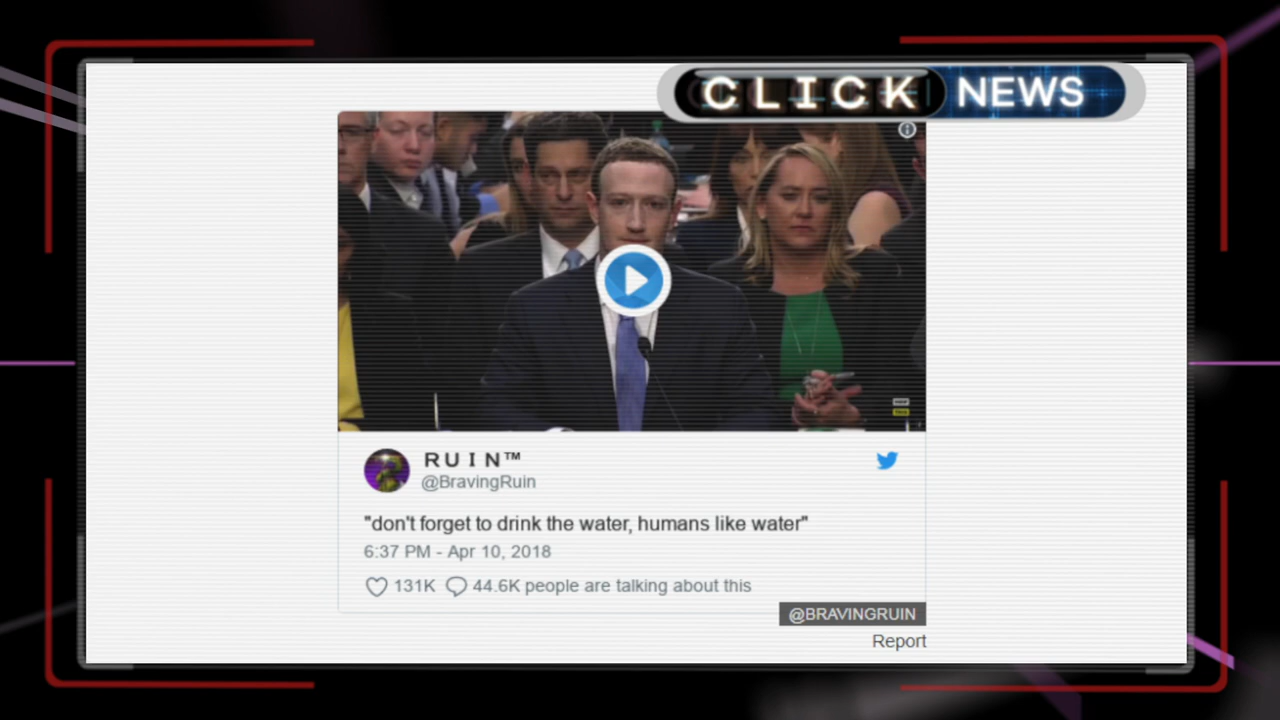 CLICK NEWS
RUIN™
@BravingRuin
"don't forget to drink the water, humans like water"
6:37 PM - Apr 10, 2018
131K 44.6K people are talking about this
@BRAVINGRUIN
Report